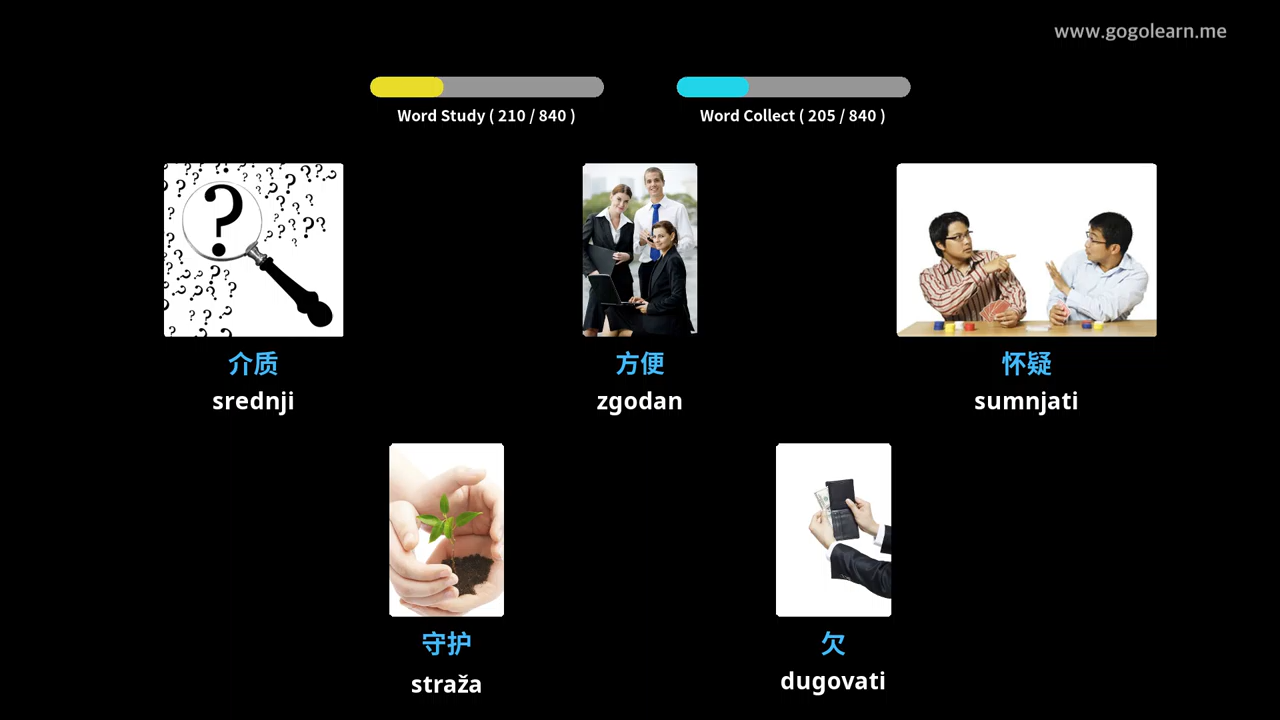 www.gogolearn.me
Word Study ( 210 / 840 )
Word Collect ( 205 / 840 )
介质
srednji
方便
zgodan
怀疑
sumnjati
守护
straža
欠
dugovati